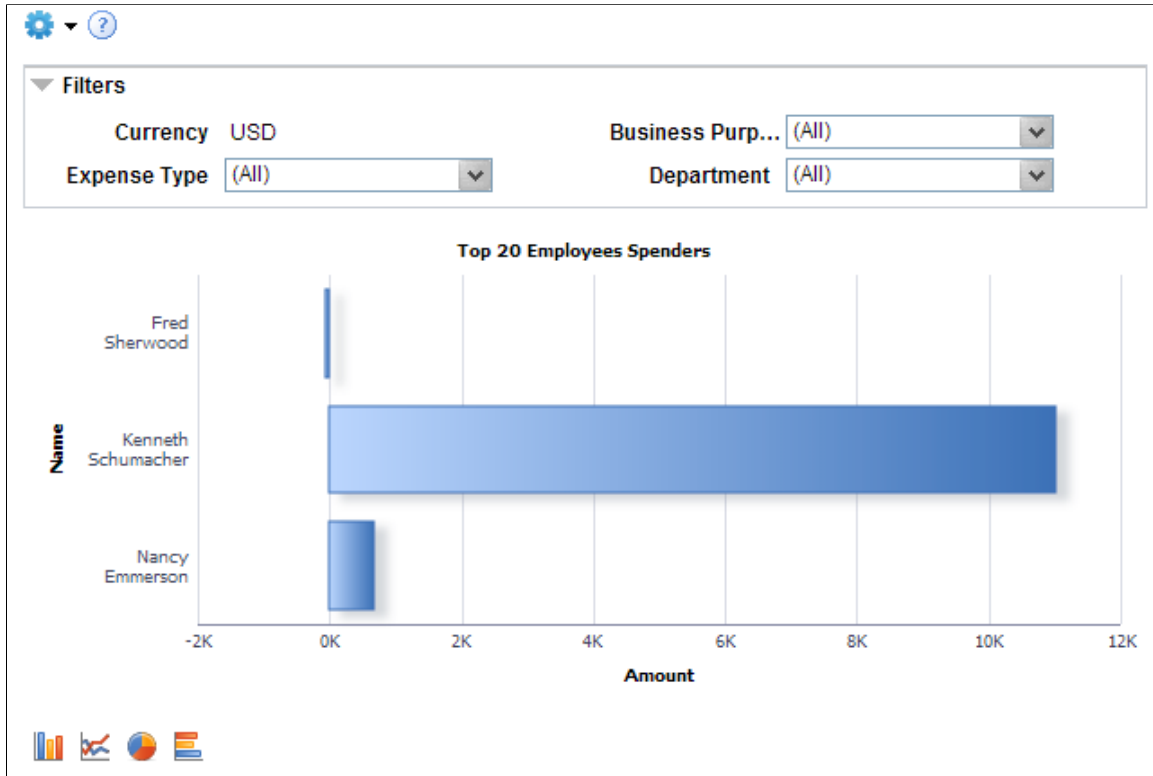 ?
Filters
Currency USD Business Purp... (All)
Expense Type (All) Department (All)
Top 20 Employees Spenders
Fred
Sherwood
Kenneth
Schumacher
Nancy
Emmerson
Name
-2K 0K 2K 4K 6K 8K 10K 12K
Amount